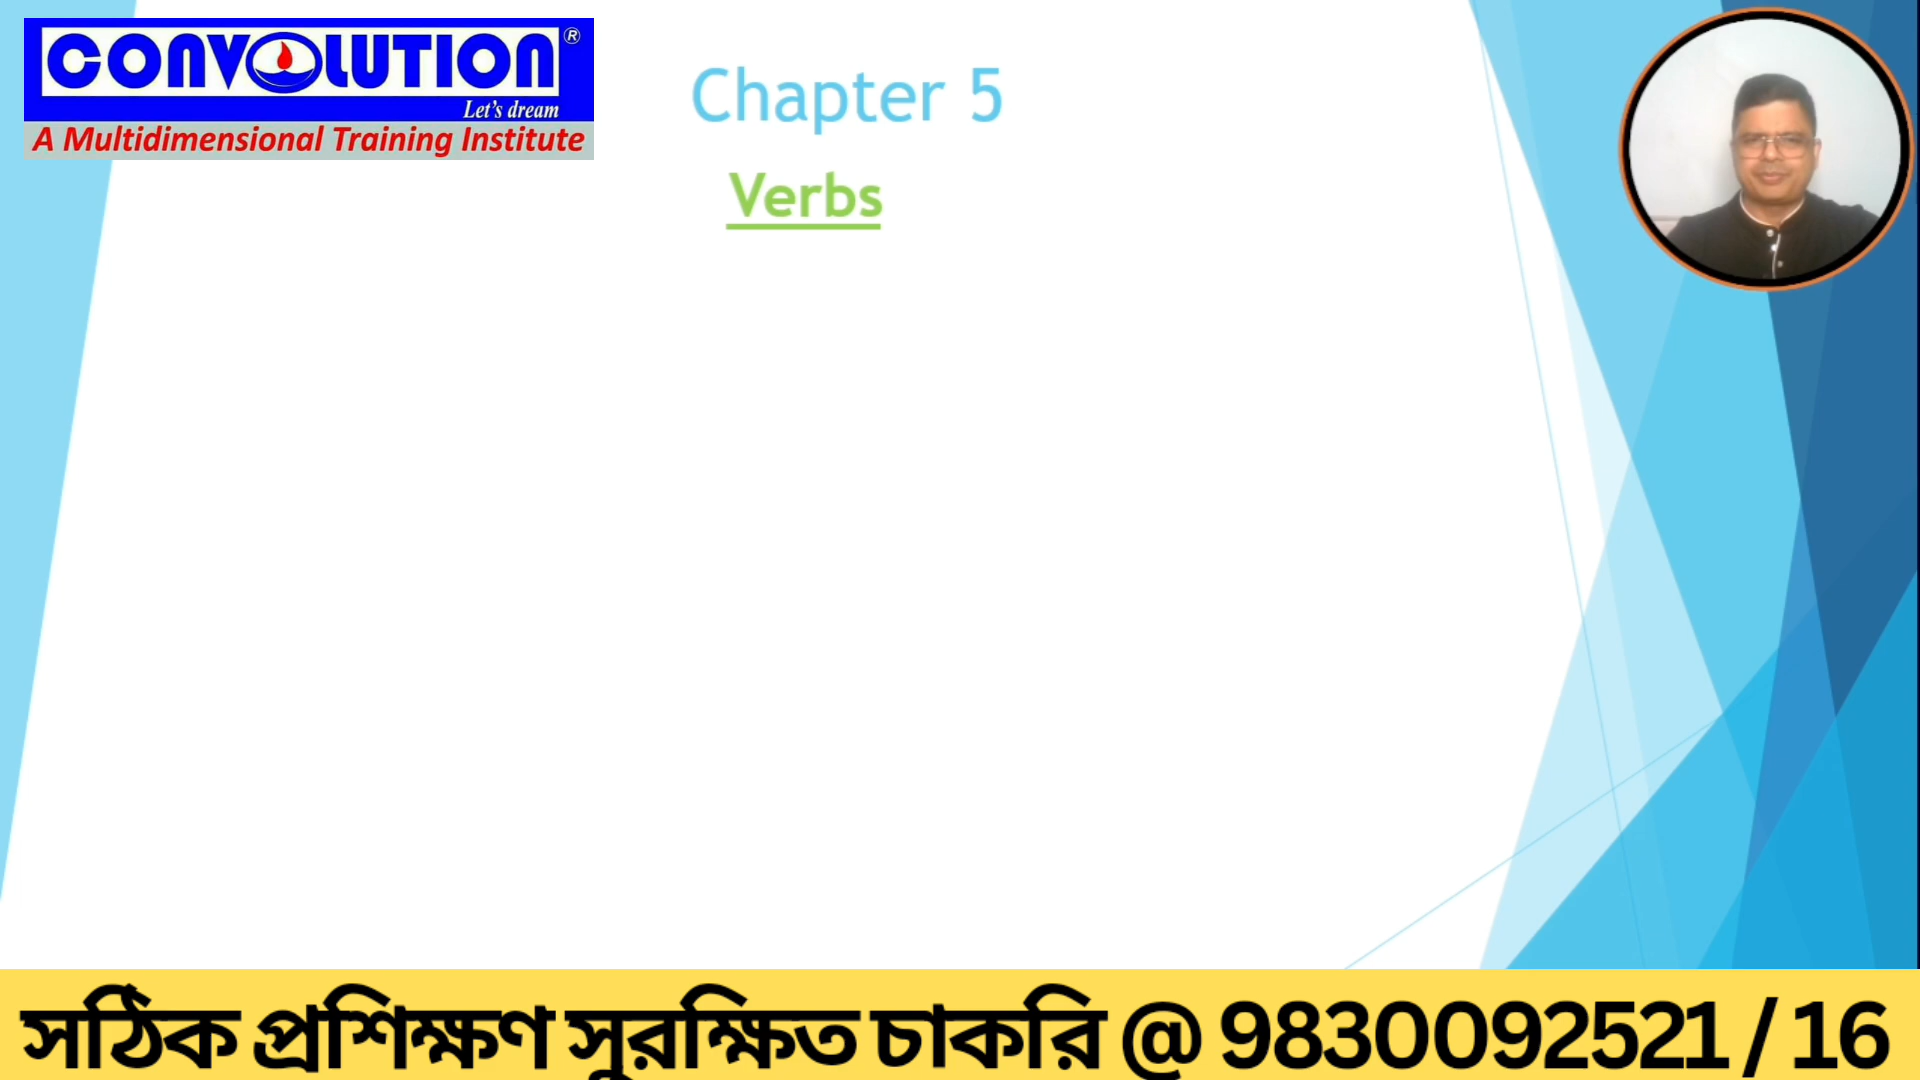 CONVOLUTION®
Let's dream
A Multidimensional Training Institute
Chapter 5
Verbs
সঠিক প্রশিক্ষণ সুরক্ষিত চাকরি @ 9830092521 / 16